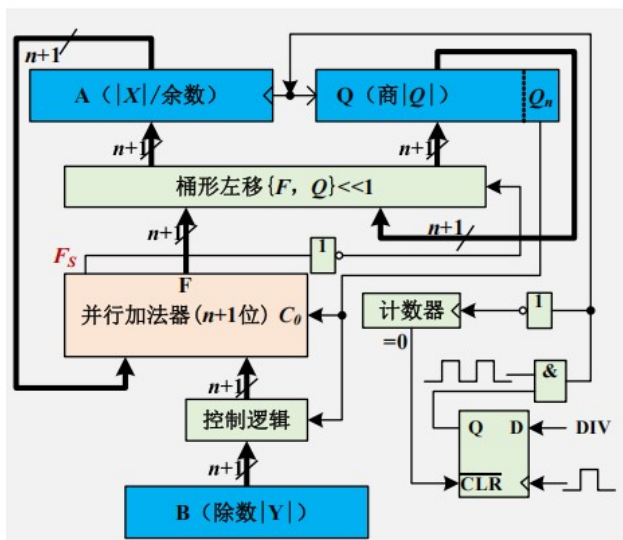 n+1
A（|X|/余数）
Q（商|Q|）
Qn
n+1
n+1
桶形左移{F，Q}<<1
n+1
n+1
FS
1
F
并行加法器(n+1位) C0
计数器
1
=0
&
n+1
控制逻辑
Q
D
DIV
n+1
CLR
B（除数|Y|）